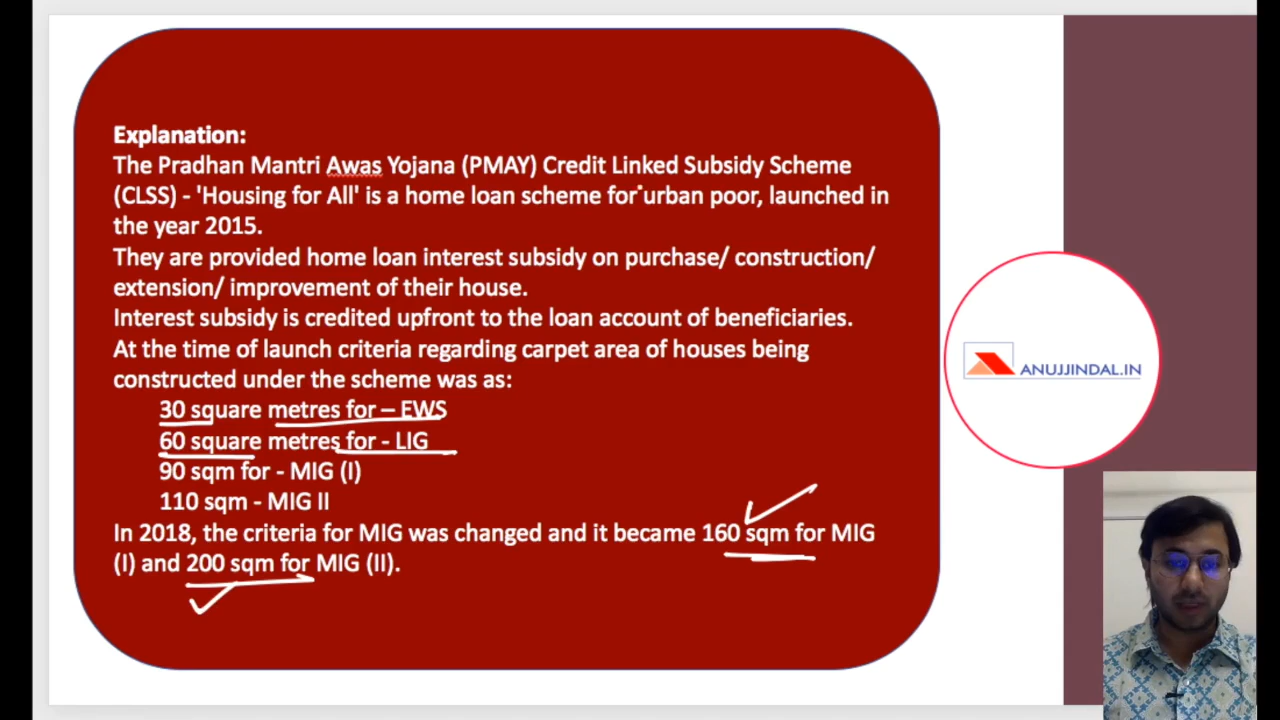 Explanation:
The Pradhan Mantri Awas Yojana (PMAY) Credit Linked Subsidy Scheme
(CLSS) - 'Housing for All' is a home loan scheme for urban poor, launched in
the year 2015.
They are provided home loan interest subsidy on purchase/ construction/
extension/ improvement of their house.
Interest subsidy is credited upfront to the loan account of beneficiaries.
At the time of launch criteria regarding carpet area of houses being
constructed under the scheme was as:
30 square metres for – EWS
60 square metres for - LIG
90 sqm for - MIG (I)
110 sqm - MIG II
In 2018, the criteria for MIG was changed and it became 160 sqm for MIG
(I) and 200 sqm for MIG (II).
ANUJJINDAL.IN